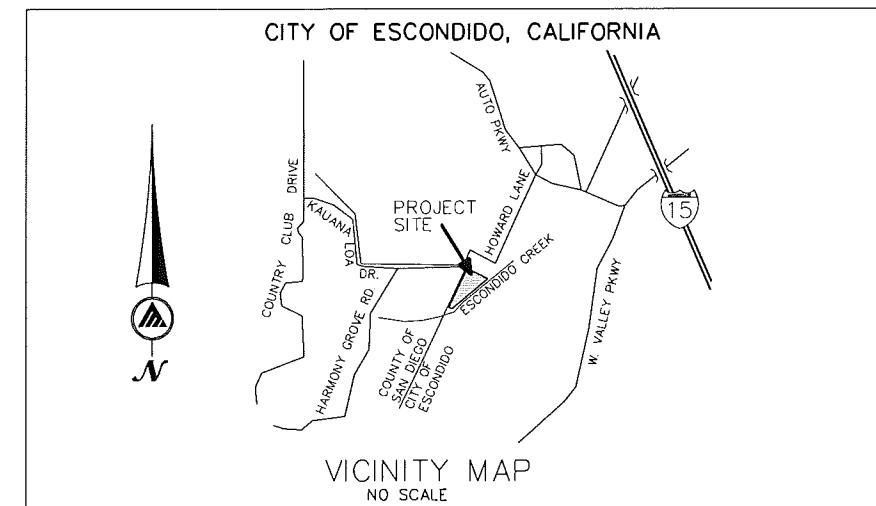 CITY OF ESCONDIDO, CALIFORNIA
AUTO PKWY
COUNTRY CLUB DRIVE
KAUANA LOA
DR.
PROJECT
SITE
HOWARD LANE
15
ESCONDIDO CREEK
HARMONY GROVE RD
W. VALLEY PKWY
COUNTY OF
SAN DIEGO
CITY OF
ESCONDIDO
N
VICINITY MAP
NO SCALE